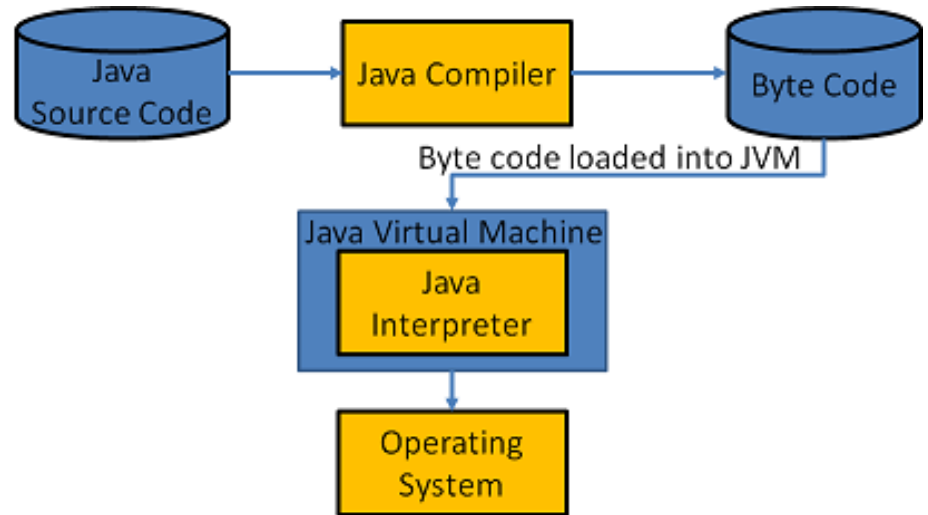 Java
Source Code
Java Compiler
Byte Code
Byte code loaded into JVM
Java Virtual Machine
Java
Interpreter
Operating
System